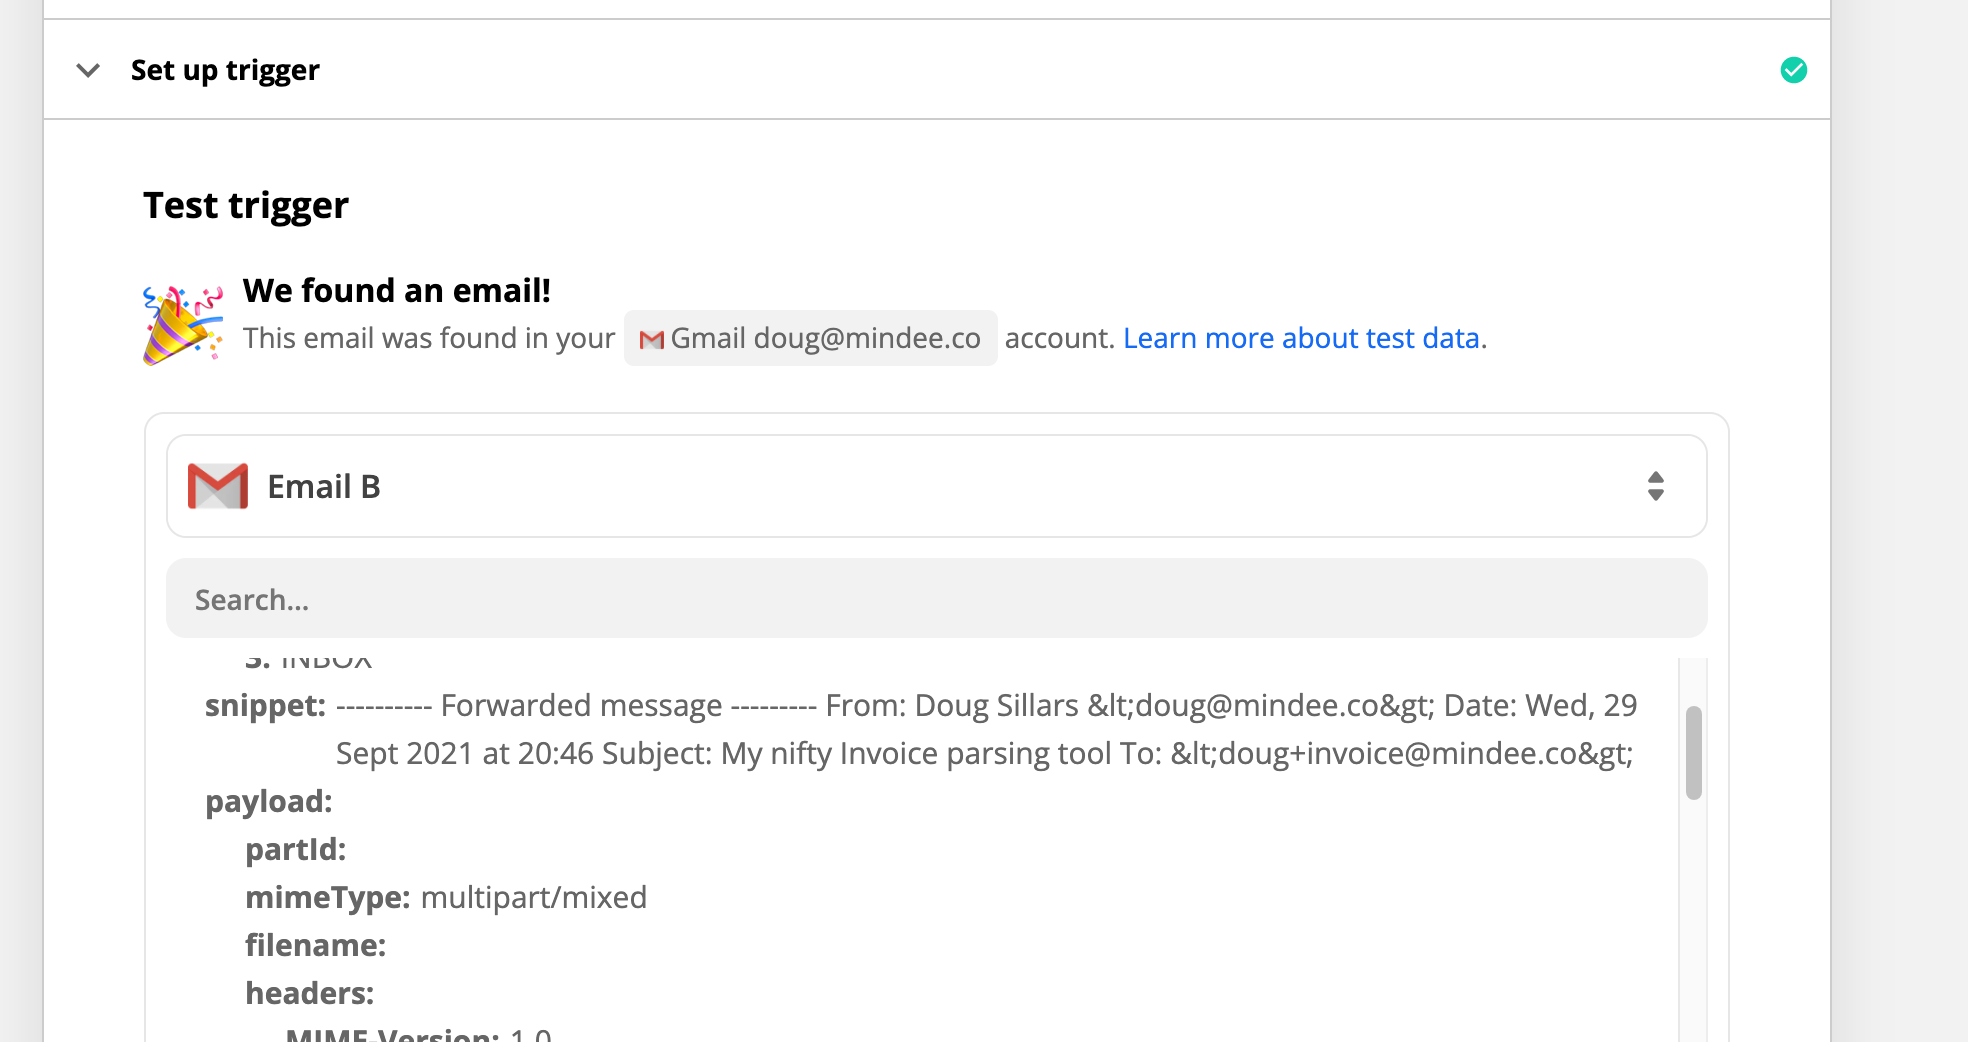 Set up trigger
Test trigger
We found an email!
This email was found in your Gmail doug@mindee.co account. Learn more about test data.
Email B
Search...
3. INBOX
snippet: ---------- Forwarded message --------- From: Doug Sillars &lt;doug@mindee.co&gt; Date: Wed, 29
Sept 2021 at 20:46 Subject: My nifty Invoice parsing tool To: &lt;doug+invoice@mindee.co&gt;
payload:
partId:
mimeType: multipart/mixed
filename:
headers:
MIME-Version: 1.0